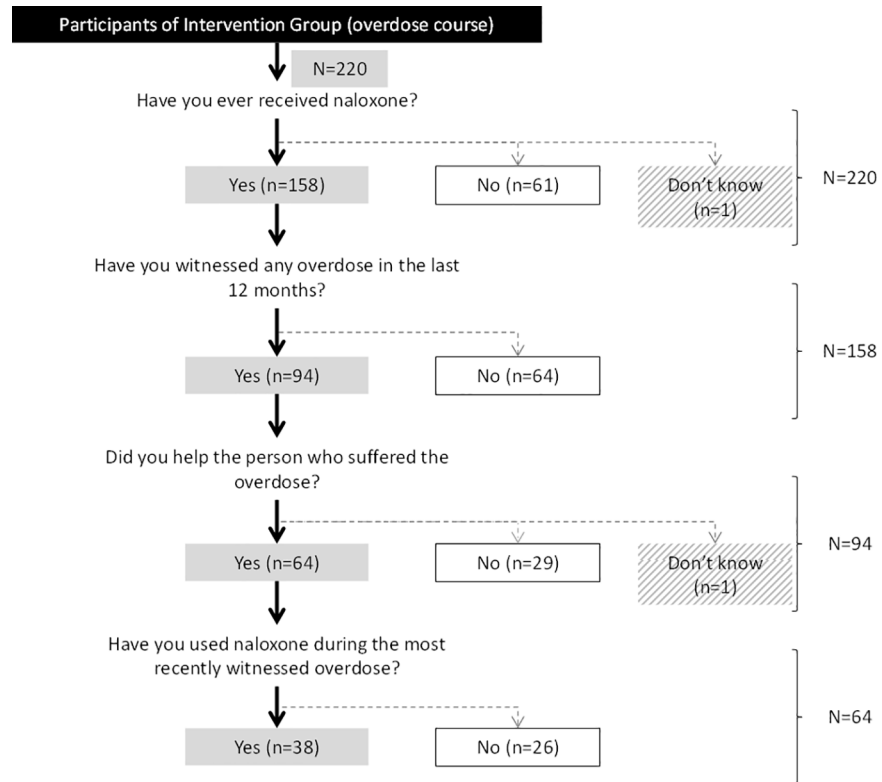 Participants of Intervention Group (overdose course)
N=220
Have you ever received naloxone?
Yes (n=158)
No (n=61)
Don't know
(n=1)
N=220
Have you witnessed any overdose in the last
12 months?
Yes (n=94)
No (n=64)
N=158
Did you help the person who suffered the
overdose?
Yes (n=64)
No (n=29)
Don't know
(n=1)
N=94
Have you used naloxone during the most
recently witnessed overdose?
Yes (n=38)
No (n=26)
N=64